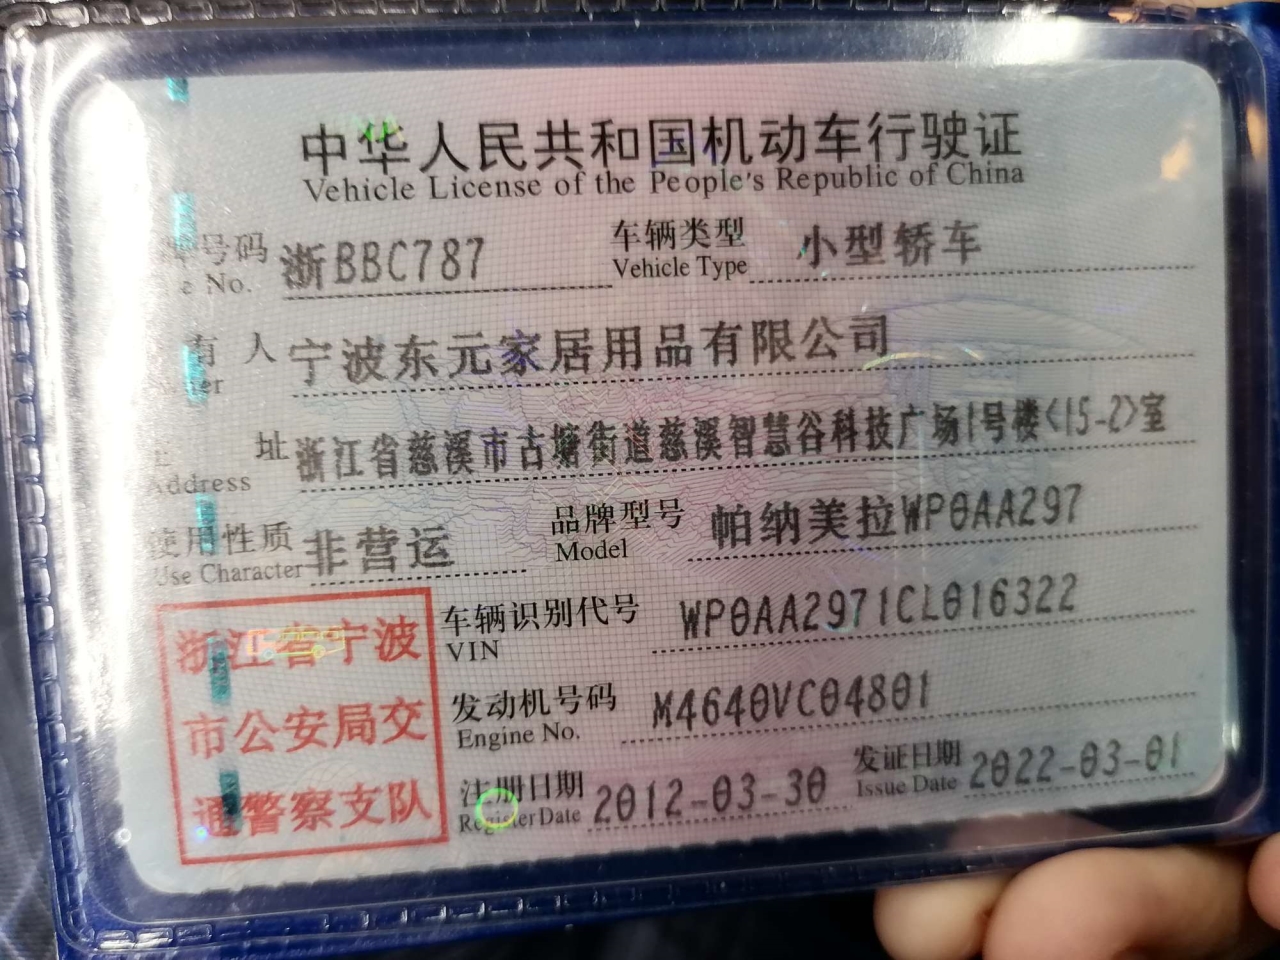 中华人民共和国机动车行驶证
Vehicle License of the People's Republic of China
号码 浙BBC787 车辆类型 小型轿车
No. Vehicle Type
有人 宁波东元家居用品有限公司
址 浙江省慈溪市古塘街道慈溪智慧谷科技广场1号楼<15-2>室
Address
使用性质 非营运 品牌型号 帕纳美拉WP0AA297
Use Character Model
浙江省宁波
市公安局交
通警察支队
车辆识别代号 WP0AA2971CL016322
VIN
发动机号码 M4640VC04801
Engine No.
注册日期 2012-03-30 发证日期 2022-03-01
Register Date Issue Date